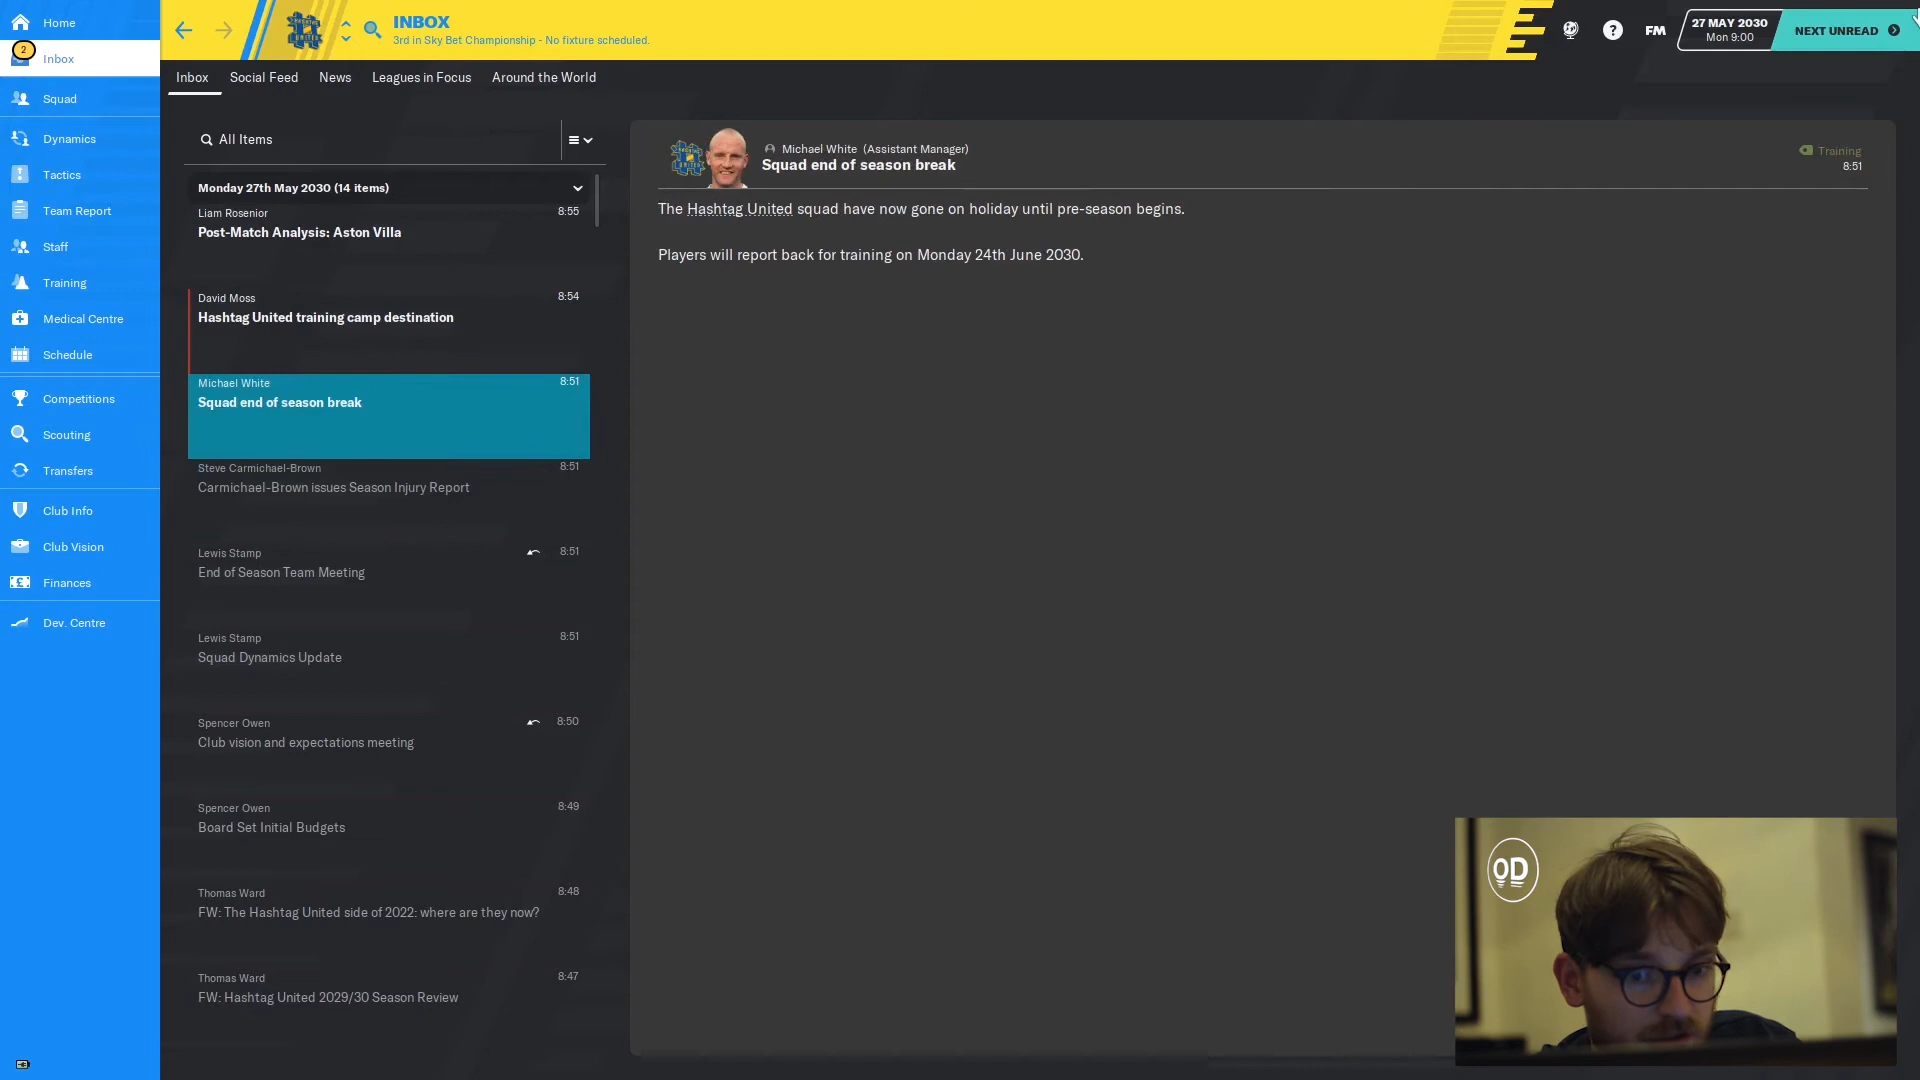 Home
2
Inbox
Squad
Dynamics
Tactics
Team Report
Staff
Training
Medical Centre
Schedule
Competitions
Scouting
Transfers
Club Info
Club Vision
Finances
Dev. Centre
INBOX
3rd in Sky Bet Championship - No fixture scheduled.
?
FM
27 MAY 2030
Mon 9:00
NEXT UNREAD
Inbox Social Feed News Leagues in Focus Around the World
All Items
Monday 27th May 2030 (14 items)
Liam Rosenior 8:55
Post-Match Analysis: Aston Villa
David Moss 8:54
Hashtag United training camp destination
Michael White 8:51
Squad end of season break
Steve Carmichael-Brown 8:51
Carmichael-Brown issues Season Injury Report
Lewis Stamp 8:51
End of Season Team Meeting
Lewis Stamp 8:51
Squad Dynamics Update
Spencer Owen 8:50
Club vision and expectations meeting
Spencer Owen 8:49
Board Set Initial Budgets
Thomas Ward 8:48
FW: The Hashtag United side of 2022: where are they now?
Thomas Ward 8:47
FW: Hashtag United 2029/30 Season Review
Michael White (Assistant Manager)
Squad end of season break
Training
8:51
The Hashtag United squad have now gone on holiday until pre-season begins.
Players will report back for training on Monday 24th June 2030.
OD